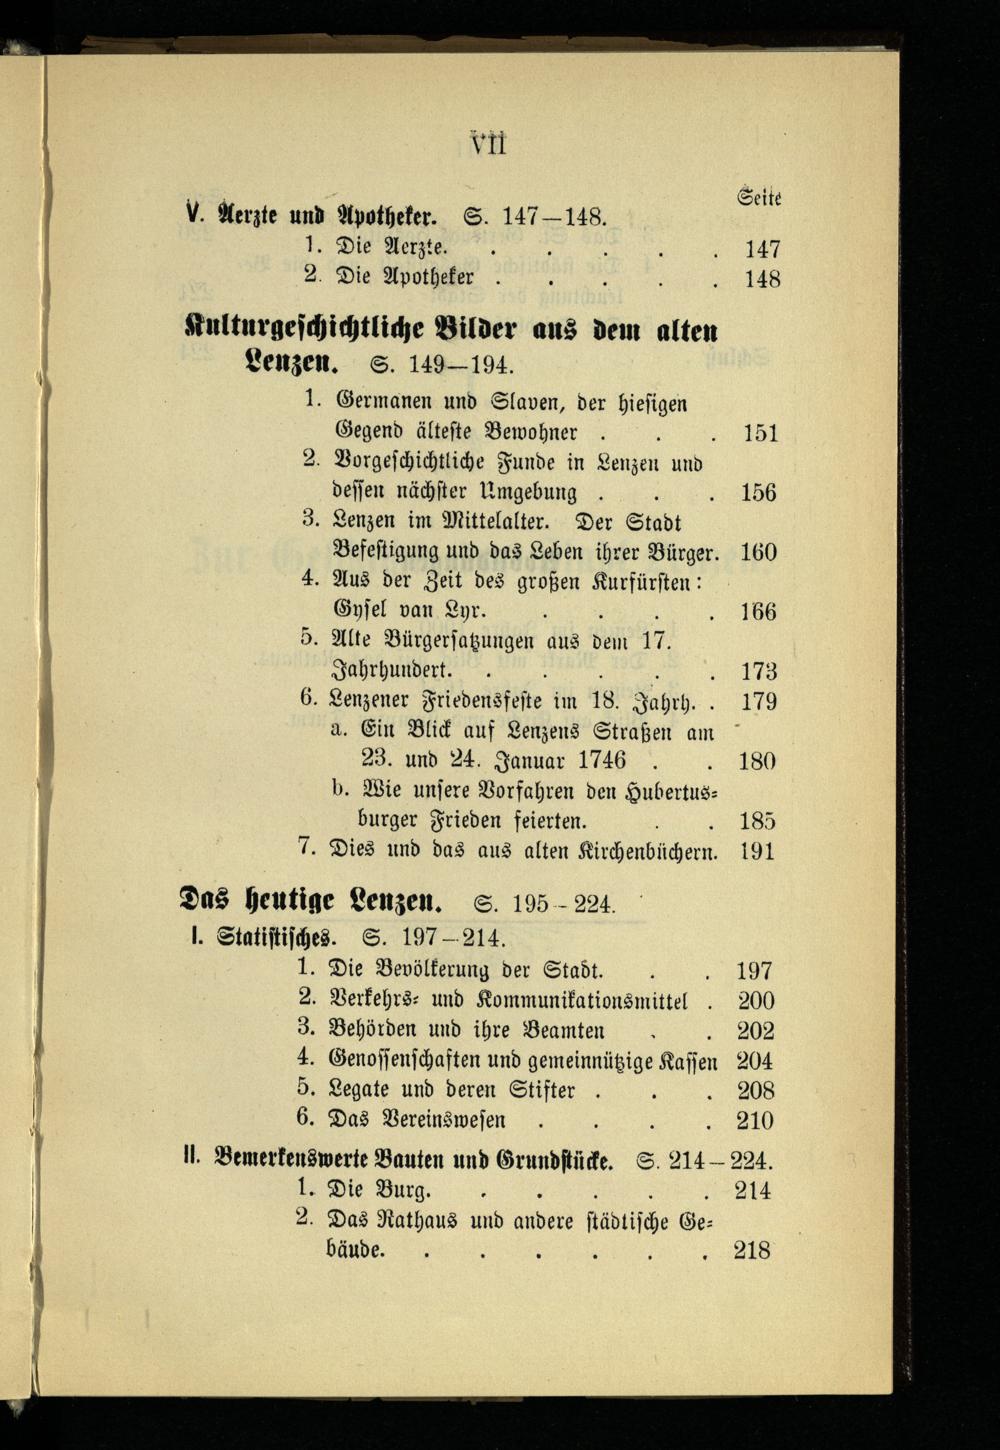 VII
Seite
V. Aerzte und Apotheker. S. 147—148.
1. Die Aerzte. . . . . . 147
2. Die Apotheker . . . . . 148
Kulturgeschichtliche Bilder aus dem alten
Lenzen. S. 149—194.
1. Germanen und Slaven, der hiesigen
Gegend älteste Bewohner . . . 151
2. Vorgeschichtliche Funde in Lenzen und
dessen nächster Umgebung . . . 156
3. Lenzen im Mittelalter. Der Stadt
Befestigung und das Leben ihrer Bürger. 160
4. Aus der Zeit des großen Kurfürsten:
Gysel van Lyr. . . . . 166
5. Alte Bürgersatzungen aus dem 17.
Jahrhundert. . . . . . 173
6. Lenzener Friedensfeste im 18. Jahrh. . 179
a. Ein Blick auf Lenzens Straßen am
23. und 24. Januar 1746 . . 180
b. Wie unsere Vorfahren den Hubertus-
burger Frieden feierten. . . 185
7. Dies und das aus alten Kirchenbüchern. 191
Das heutige Lenzen. S. 195–224.
I. Statistisches. S. 197–214.
1. Die Bevölkerung der Stadt. . . 197
2. Verkehrs- und Kommunikationsmittel . 200
3. Behörden und ihre Beamten . . 202
4. Genossenschaften und gemeinnützige Kassen 204
5. Legate und deren Stifter . . . 208
6. Das Vereinswesen . . . . 210
II. Bemerkenswerte Bauten und Grundstücke. S. 214–224.
1. Die Burg. . . . . . 214
2. Das Rathaus und andere städtische Ge-
bäude. . . . . . . 218